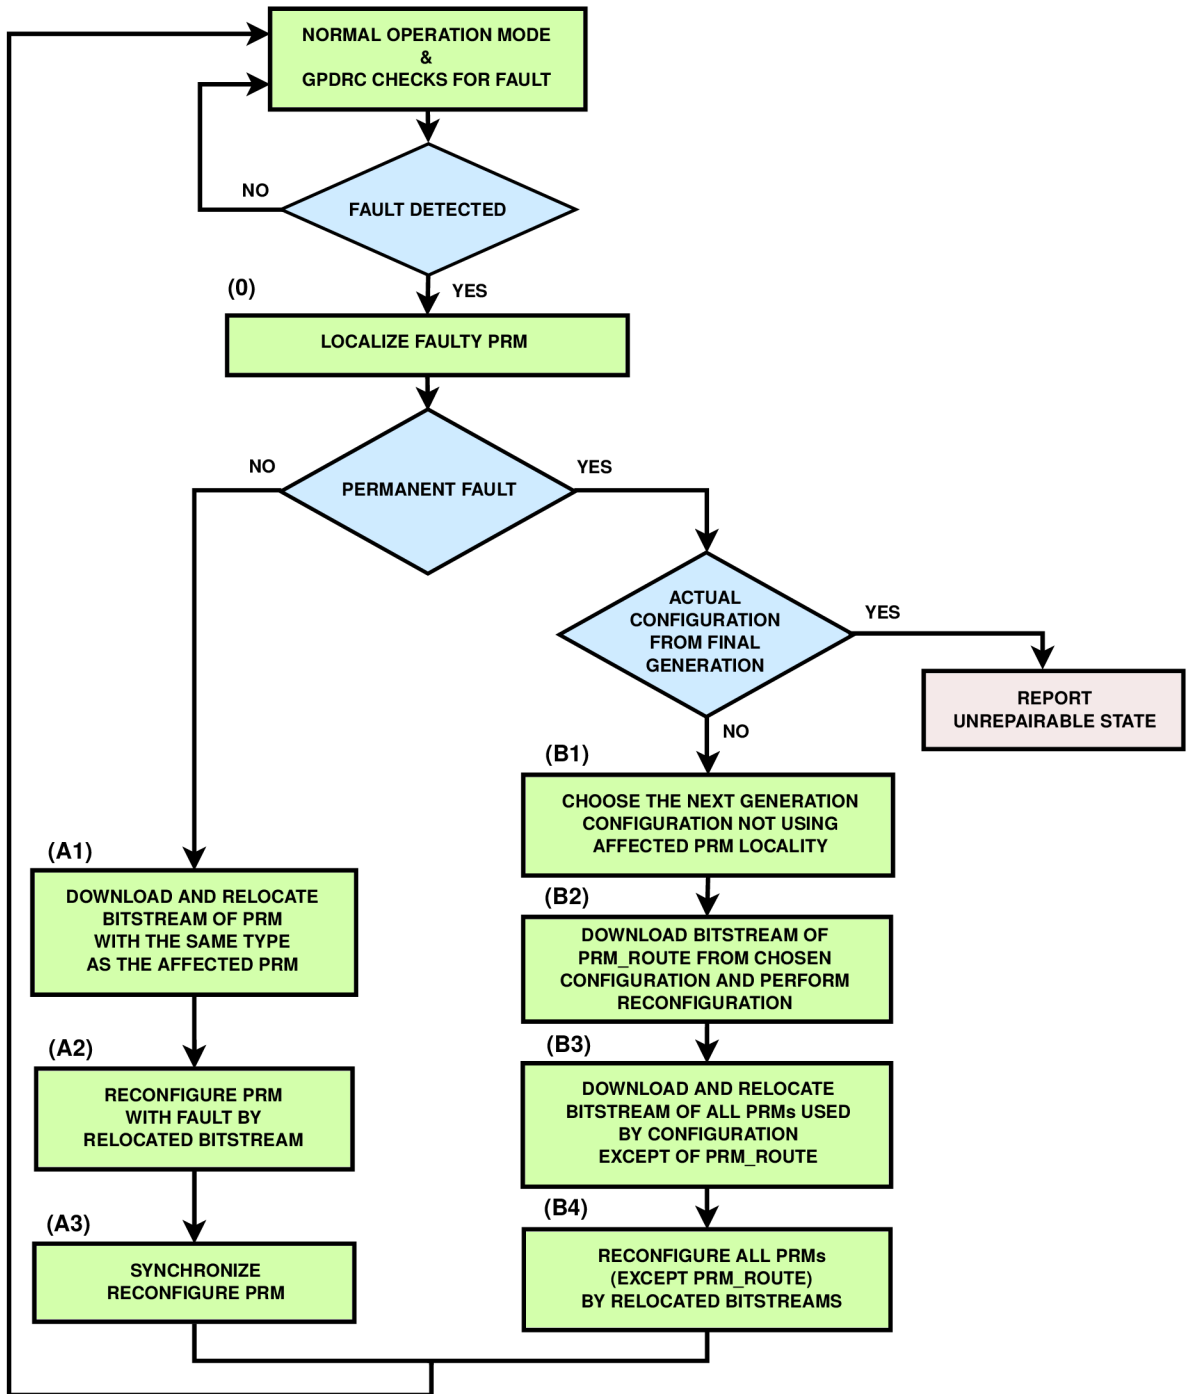 NORMAL OPERATION MODE
&
GPDRC CHECKS FOR FAULT
NO
FAULT DETECTED
(0)
YES
LOCALIZE FAULTY PRM
NO
YES
PERMANENT FAULT
ACTUAL
CONFIGURATION
FROM FINAL
GENERATION
YES
REPORT
UNREPAIRABLE STATE
NO
(B1)
CHOOSE THE NEXT GENERATION
CONFIGURATION NOT USING
AFFECTED PRM LOCALITY
(A1)
DOWNLOAD AND RELOCATE
BITSTREAM OF PRM
WITH THE SAME TYPE
AS THE AFFECTED PRM
(B2)
DOWNLOAD BITSTREAM OF
PRM_ROUTE FROM CHOSEN
CONFIGURATION AND PERFORM
RECONFIGURATION
(A2)
RECONFIGURE PRM
WITH FAULT BY
RELOCATED BITSTREAM
(B3)
DOWNLOAD AND RELOCATE
BITSTREAM OF ALL PRMs USED
BY CONFIGURATION
EXCEPT OF PRM_ROUTE
(A3)
SYNCHRONIZE
RECONFIGURE PRM
(B4)
RECONFIGURE ALL PRMs
(EXCEPT PRM_ROUTE)
BY RELOCATED BITSTREAMS